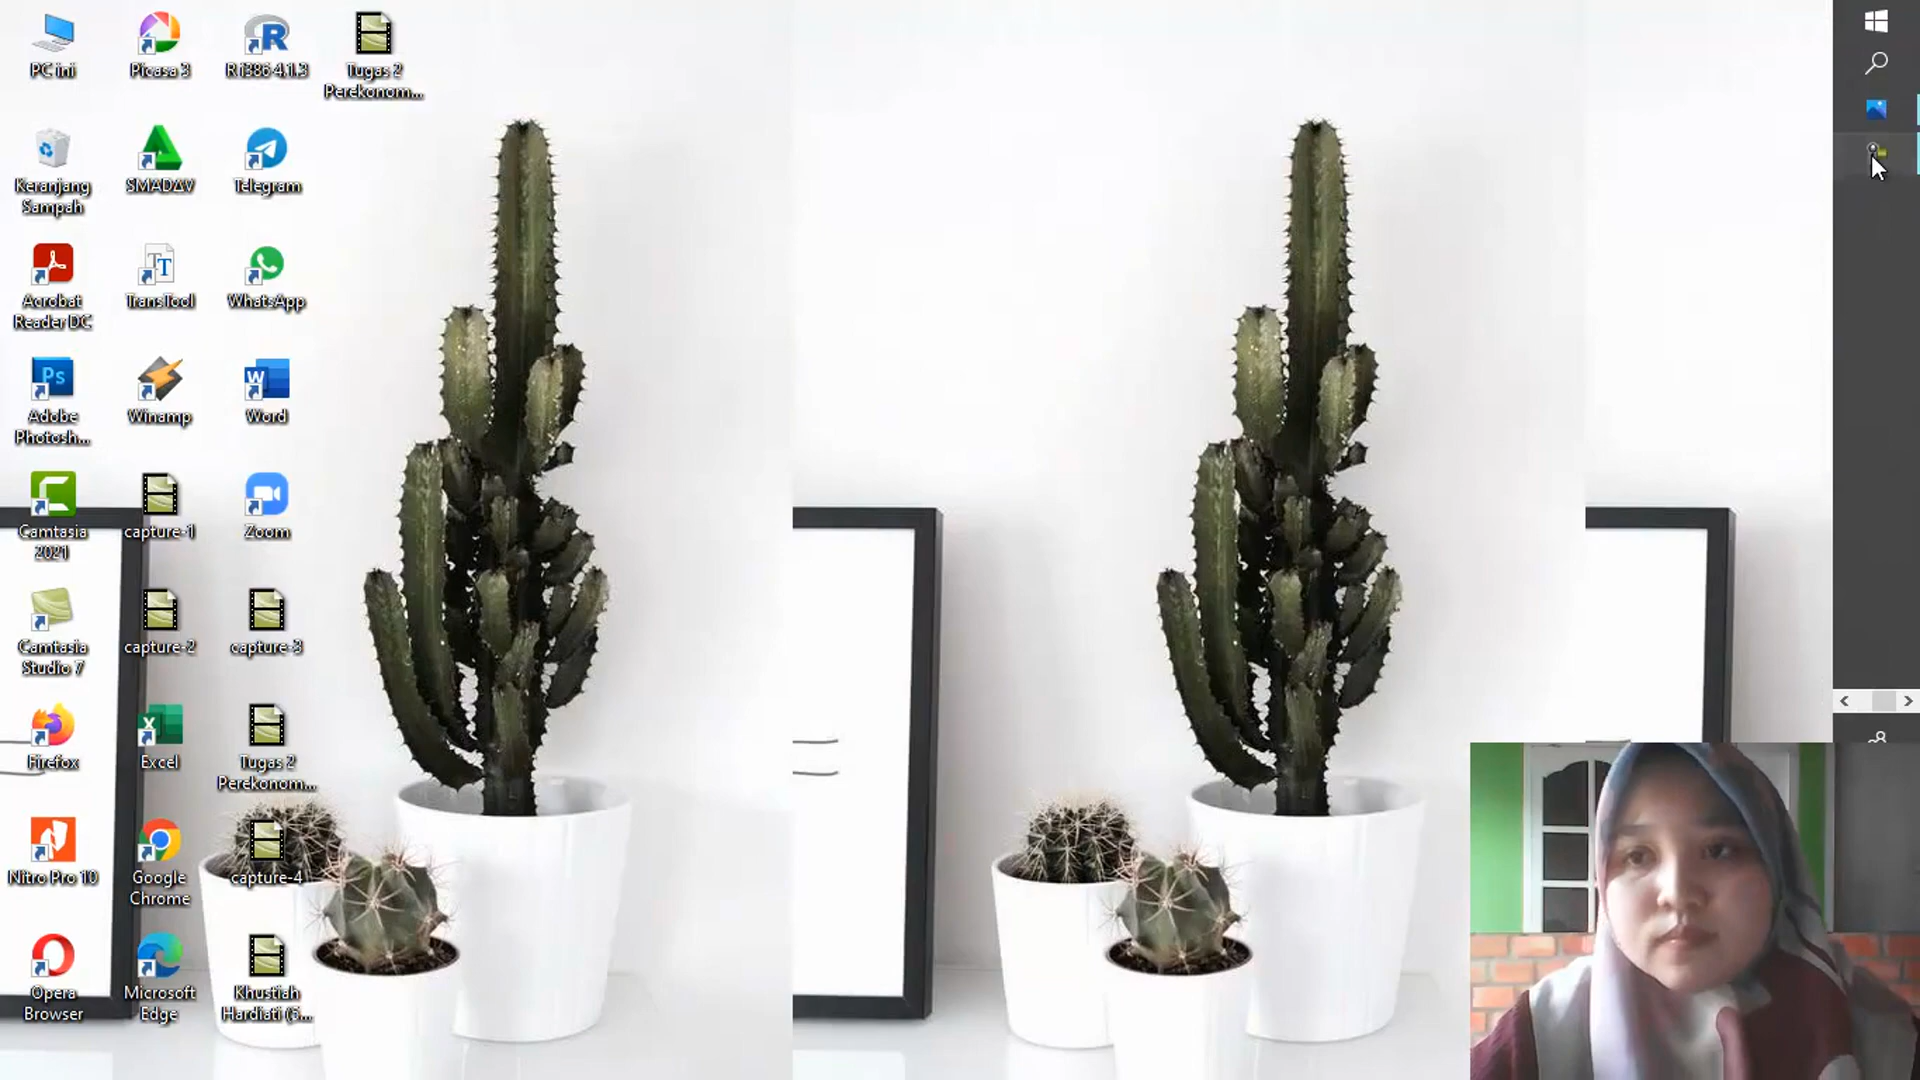 PC ini
Picasa 3
R i386 4.1.3
Tugas 2
Perekonom...
Keranjang
Sampah
SMADAV
Telegram
Acrobat
Reader DC
TransTool
WhatsApp
Adobe
Photosh...
Winamp
Word
Camtasia
2021
capture-1
Zoom
Camtasia
Studio 7
capture-2
capture-3
Firefox
Excel
Tugas 2
Perekonom...
Nitro Pro 10
Google
Chrome
capture-4
Opera
Browser
Microsoft
Edge
Khustiah
Hardiati (3...